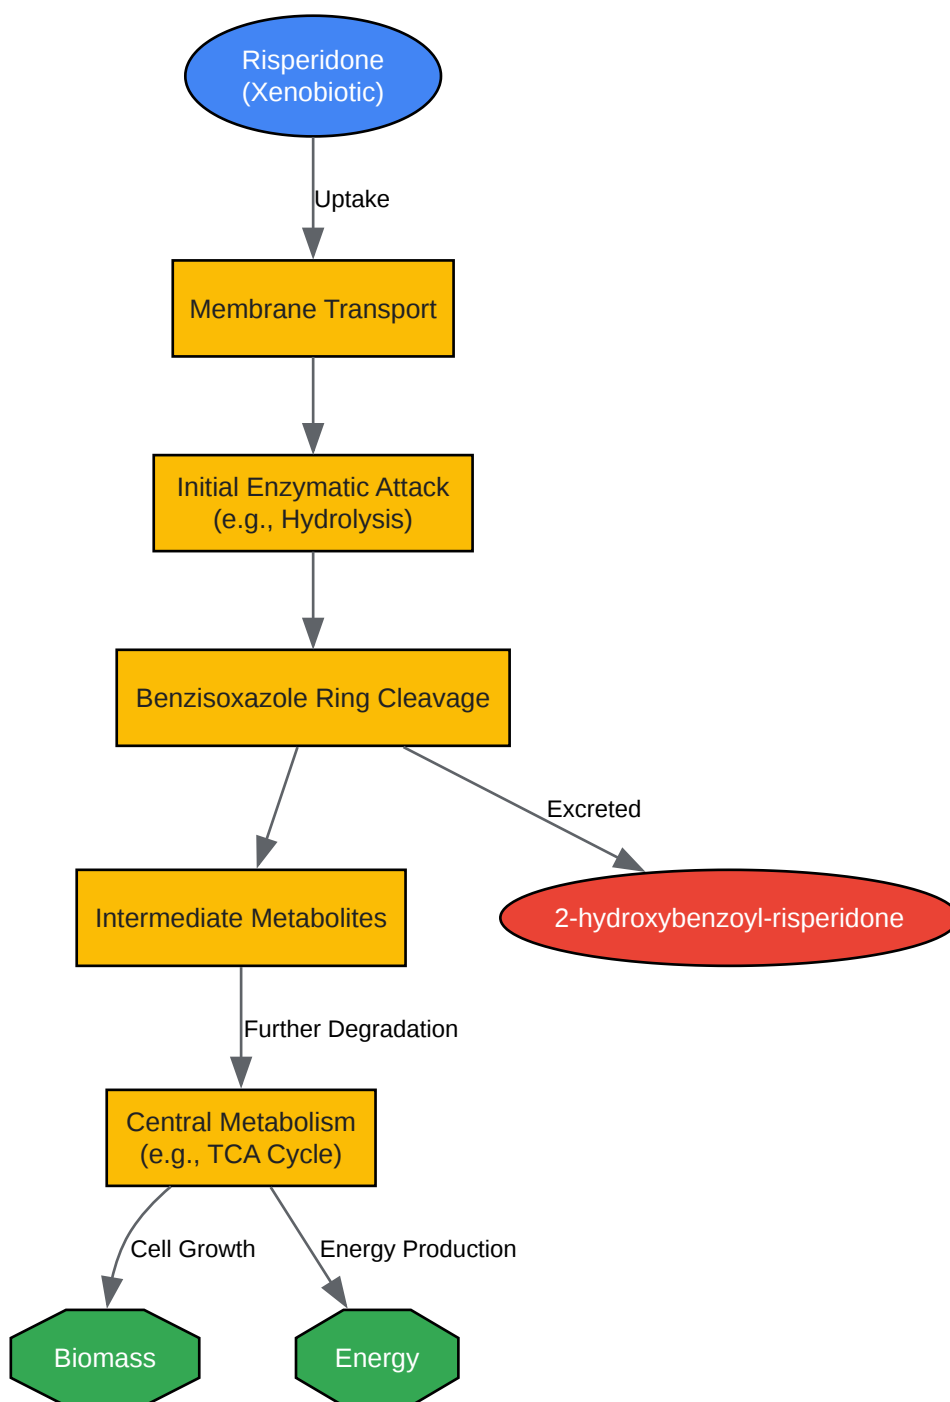 Risperidone
(Xenobiotic)
Uptake
Membrane Transport
Initial Enzymatic Attack
(e.g., Hydrolysis)
Benzisoxazole Ring Cleavage
Excreted
Intermediate Metabolites
2-hydroxybenzoyl-risperidone
Further Degradation
Central Metabolism
(e.g., TCA Cycle)
Cell Growth
Energy Production
Biomass
Energy